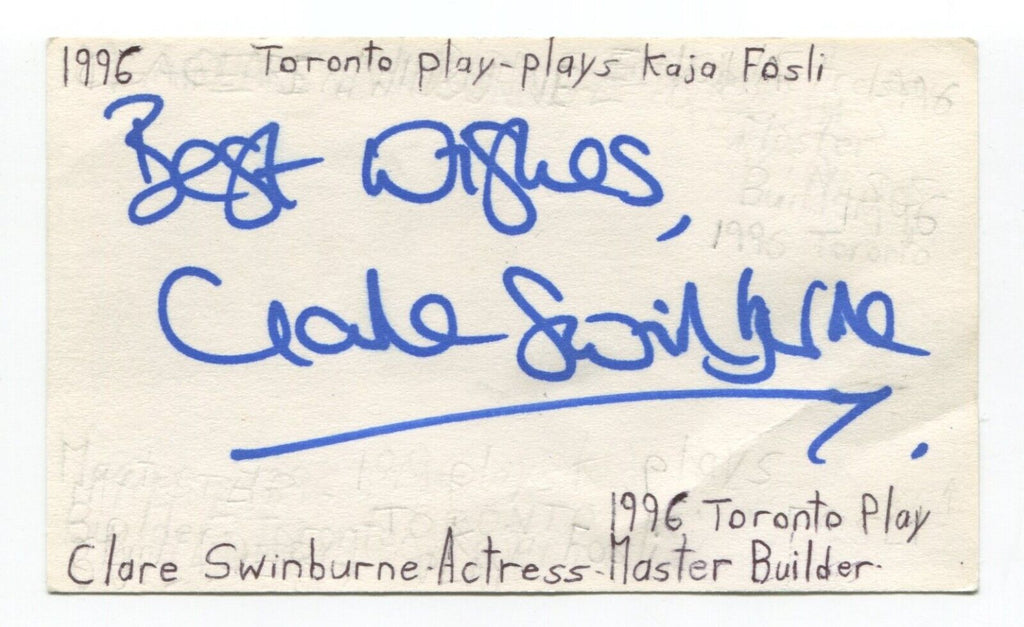 1996 Toronto play-plays Kaja Fosli
Best Wishes,
Clare Swinburne
1996 Toronto Play
Clare Swinburne-Actress-Master Builder.